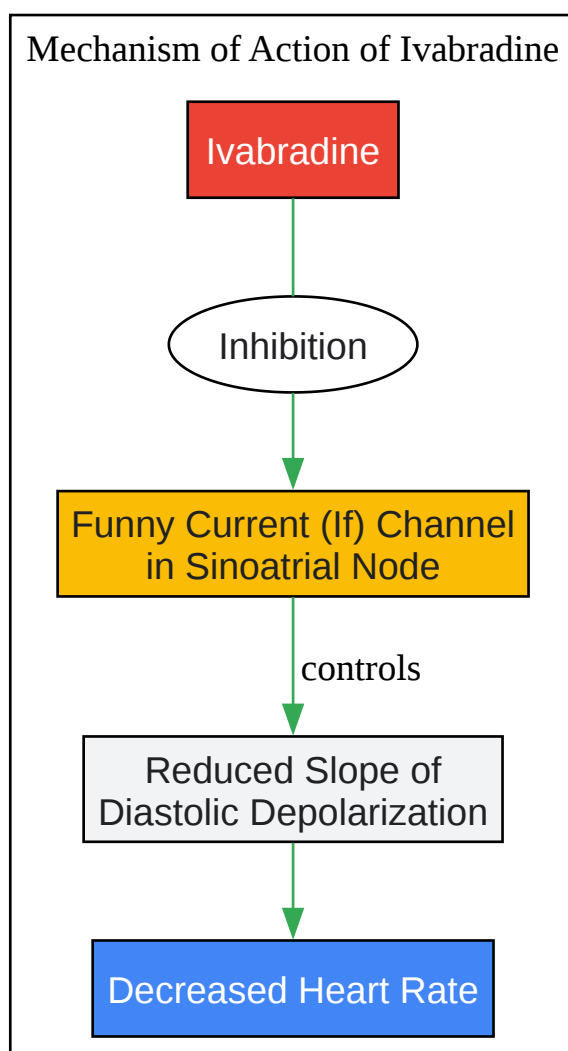 Mechanism of Action of Ivabradine
Ivabradine
Inhibition
Funny Current (If) Channel
in Sinoatrial Node
controls
Reduced Slope of
Diastolic Depolarization
Decreased Heart Rate